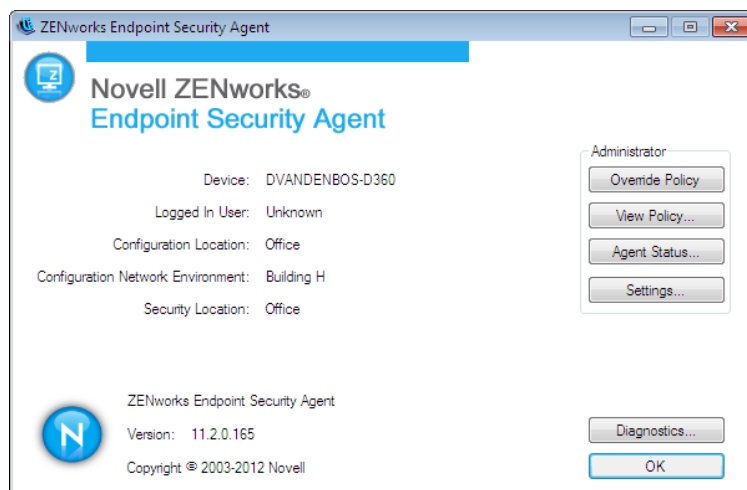 ZENworks Endpoint Security Agent
Novell ZENworks®
Endpoint Security Agent
Device: DVANDENBOS-D360
Logged In User: Unknown
Configuration Location: Office
Configuration Network Environment: Building H
Security Location: Office
Administrator
Override Policy
View Policy...
Agent Status...
Settings...
ZENworks Endpoint Security Agent
Version: 11.2.0.165
Copyright © 2003-2012 Novell
Diagnostics...
OK